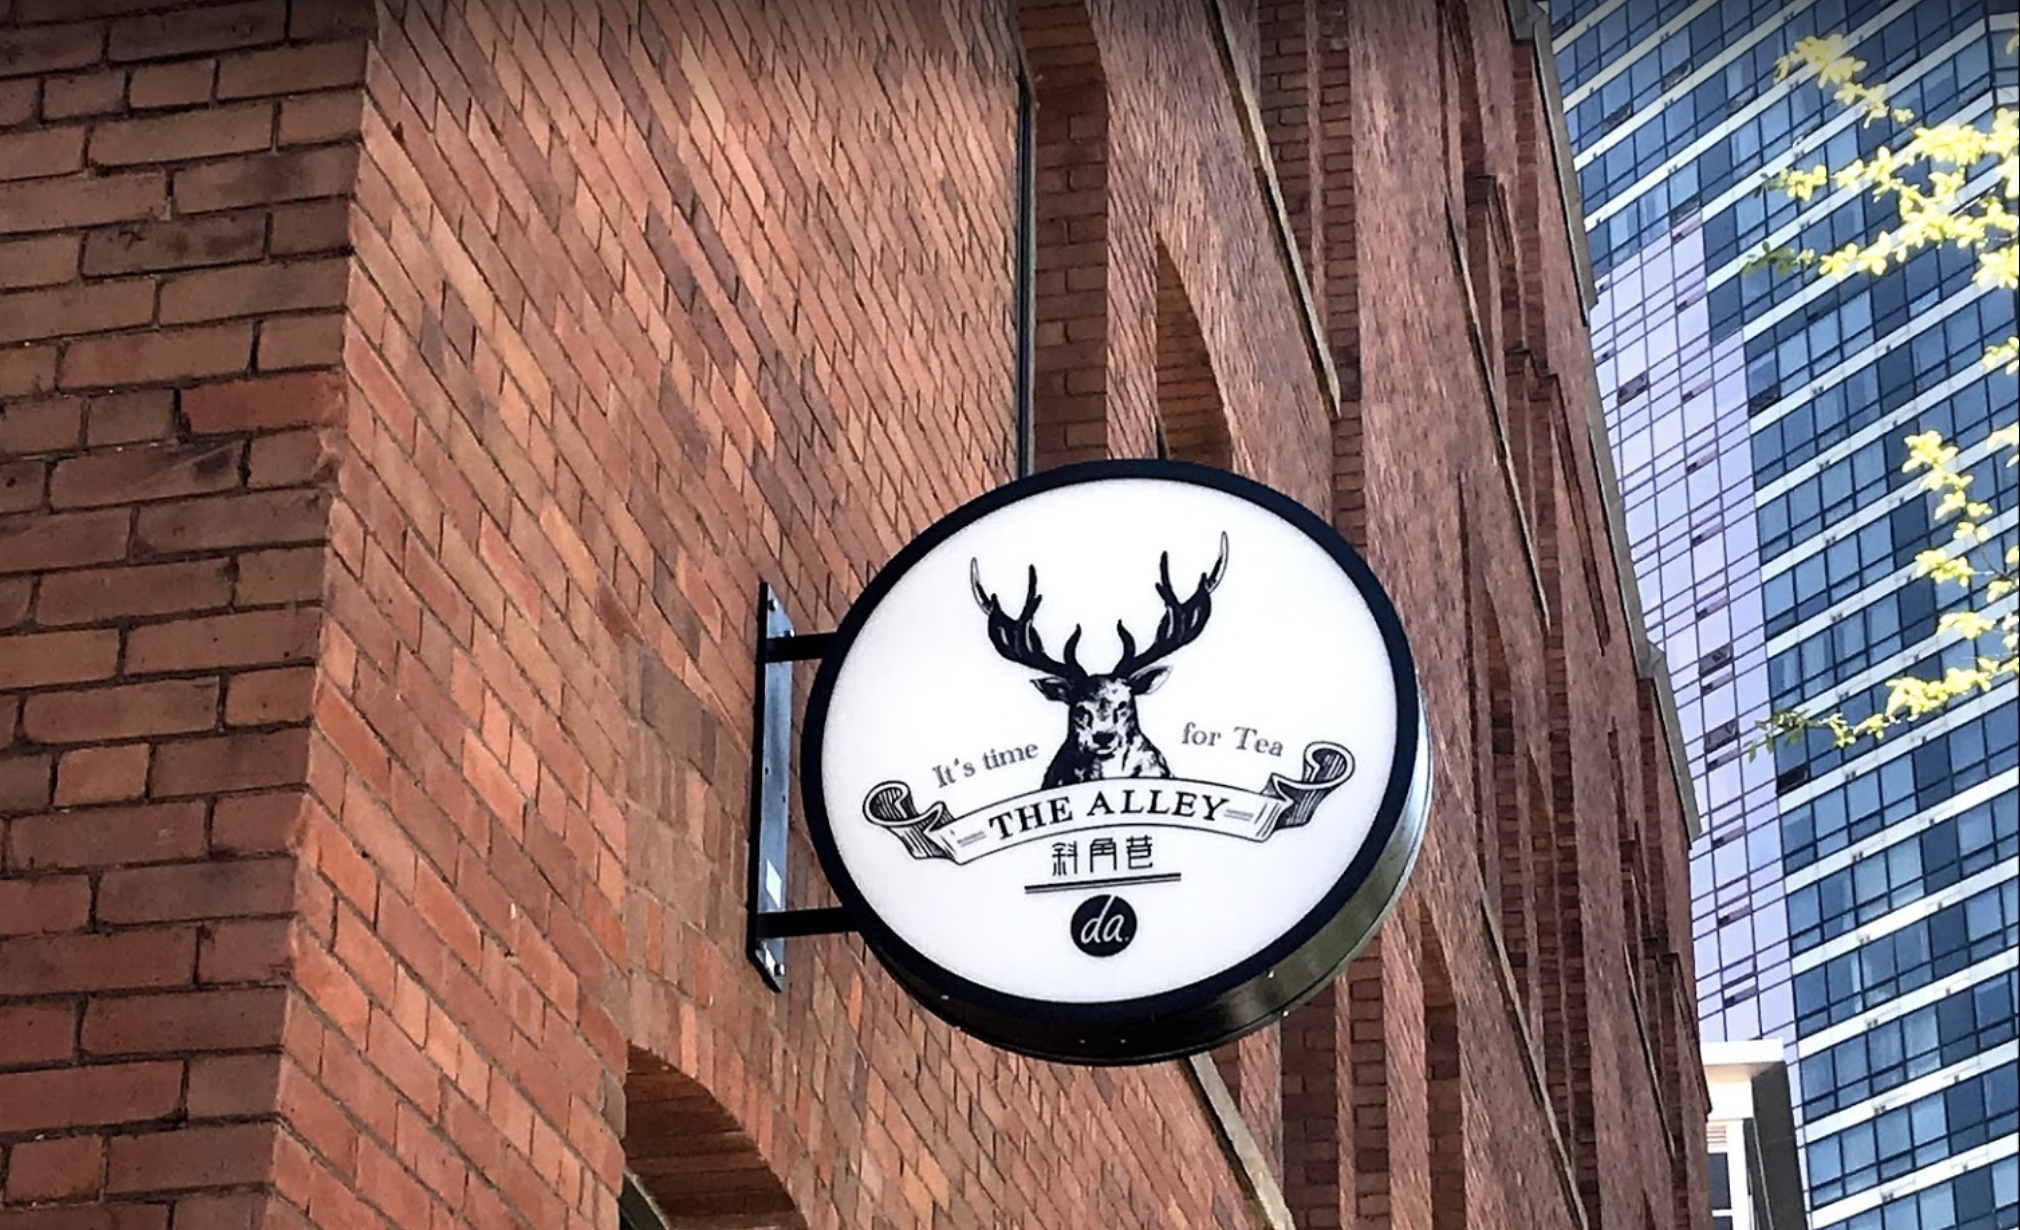 It's time for Tea
THE ALLEY
斜角巷
da.